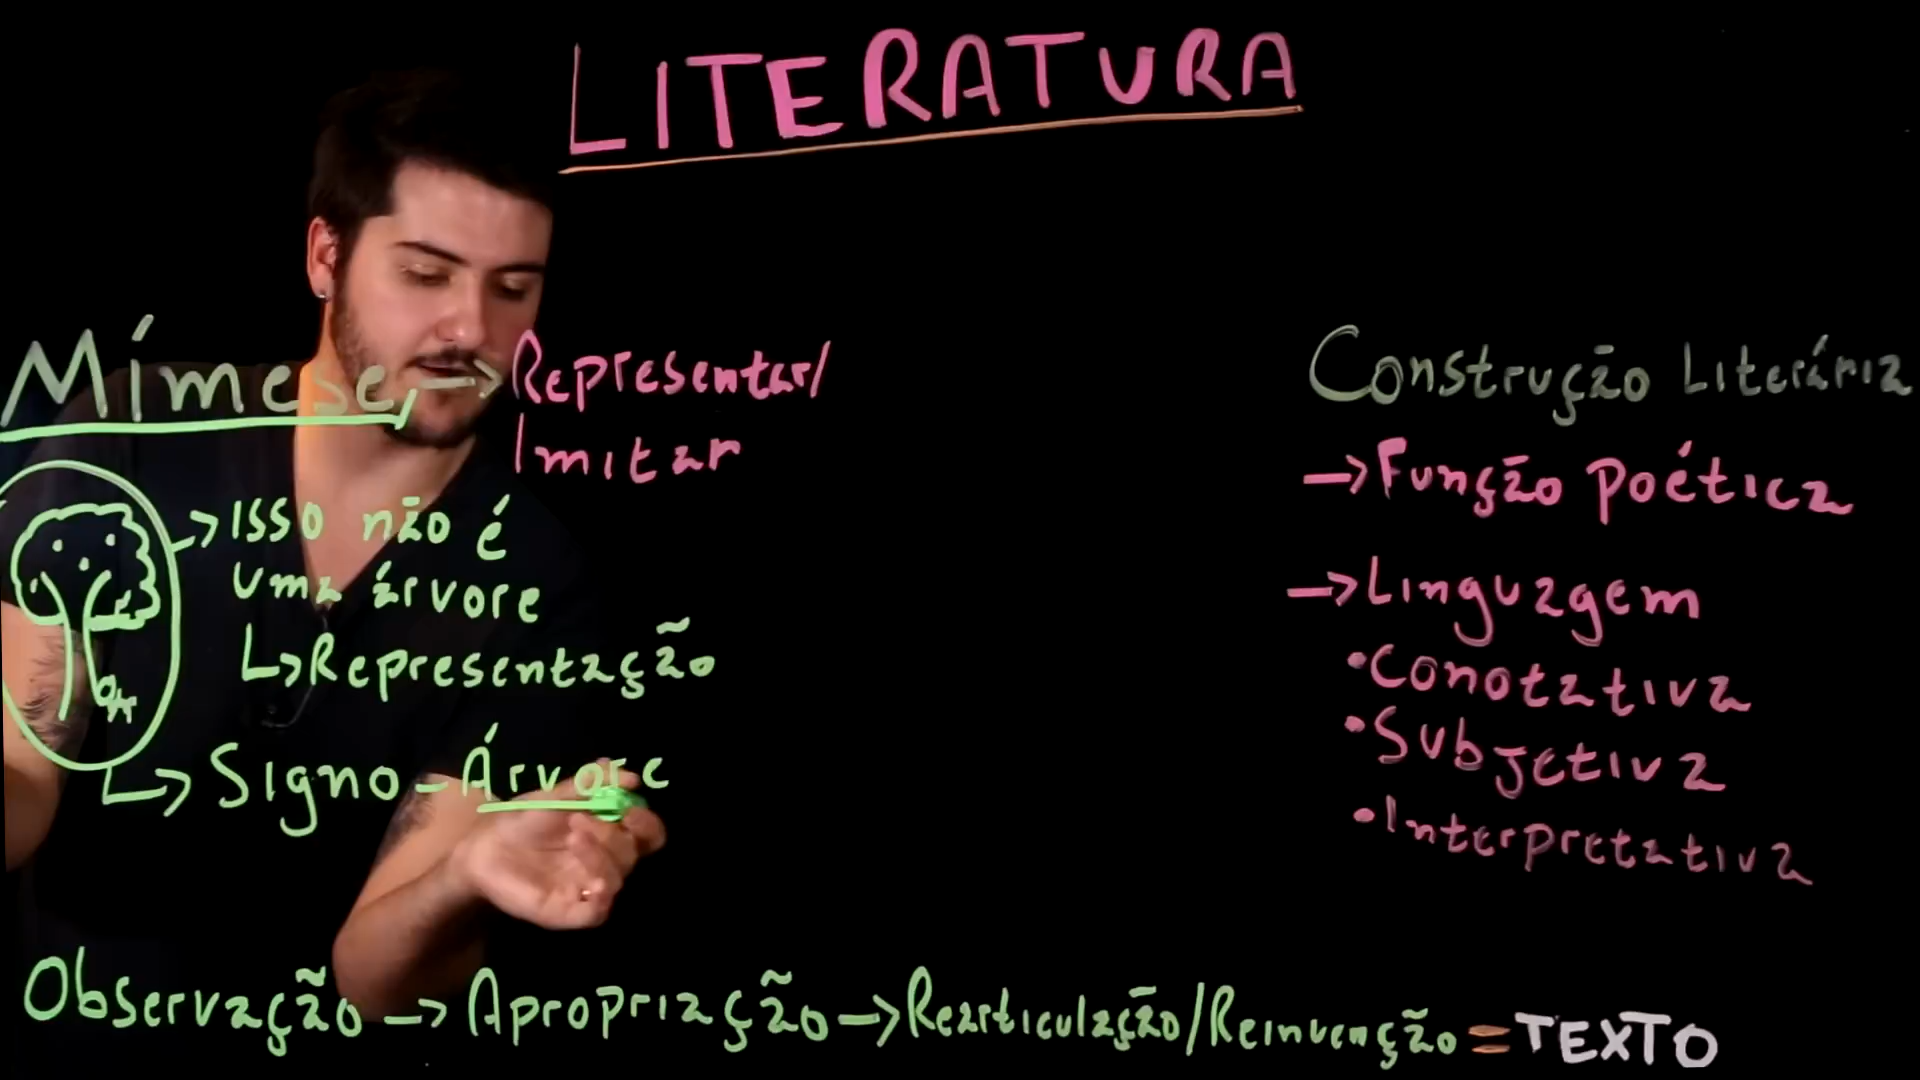 LITERATURA
Mímese → Representar/
Imitar
→ Isso não é
uma árvore
↳ Representação
↳ Signo - Árvore
Construção Literária
→ Função poética
→ Linguagem
• Conotativa
• Subjetiva
• Interpretativa
Observação → Apropriação → Rearticulação/Reinvenção = TEXTO